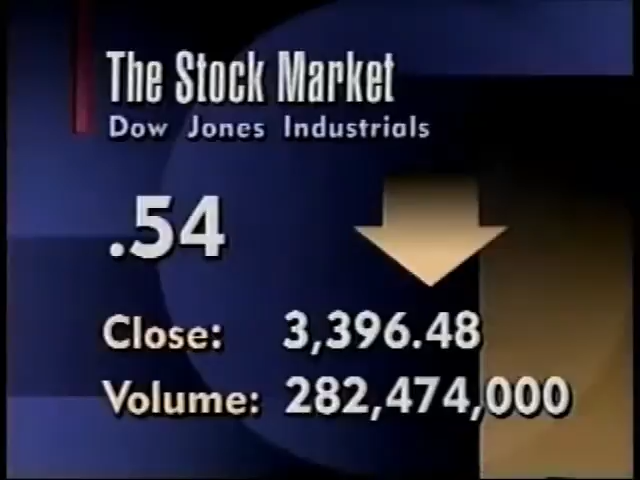 The Stock Market
Dow Jones Industrials
.54
Close: 3,396.48
Volume: 282,474,000